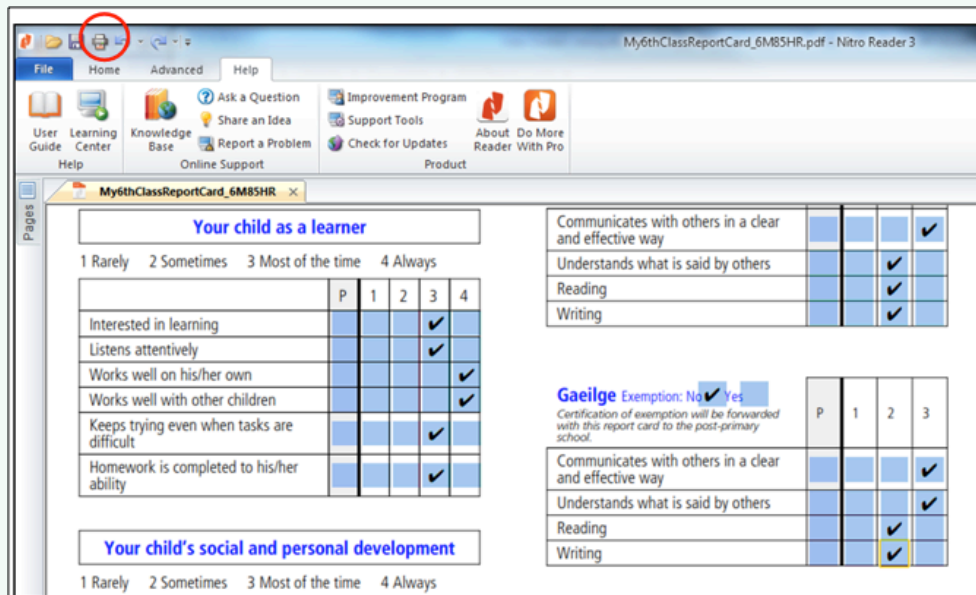 My6thClassReportCard_6M85HR.pdf - Nitro Reader 3
File Home Advanced Help
User Guide
Learning Center
Knowledge Base
Ask a Question
Share an Idea
Report a Problem
Improvement Program
Support Tools
Check for Updates
About Reader
Do More With Pro
Help Online Support Product
My6thClassReportCard_6M85HR ×
Pages
Your child as a learner
1 Rarely 2 Sometimes 3 Most of the time 4 Always
P 1 2 3 4
Interested in learning ✔
Listens attentively ✔
Works well on his/her own ✔
Works well with other children ✔
Keeps trying even when tasks are
difficult ✔
Homework is completed to his/her
ability ✔
Your child's social and personal development
1 Rarely 2 Sometimes 3 Most of the time 4 Always
Communicates with others in a clear
and effective way ✔
Understands what is said by others ✔
Reading ✔
Writing ✔
Gaeilge Exemption: No ✔ Yes
Certification of exemption will be forwarded
with this report card to the post-primary
school.
P 1 2 3
Communicates with others in a clear
and effective way ✔
Understands what is said by others ✔
Reading ✔
Writing ✔